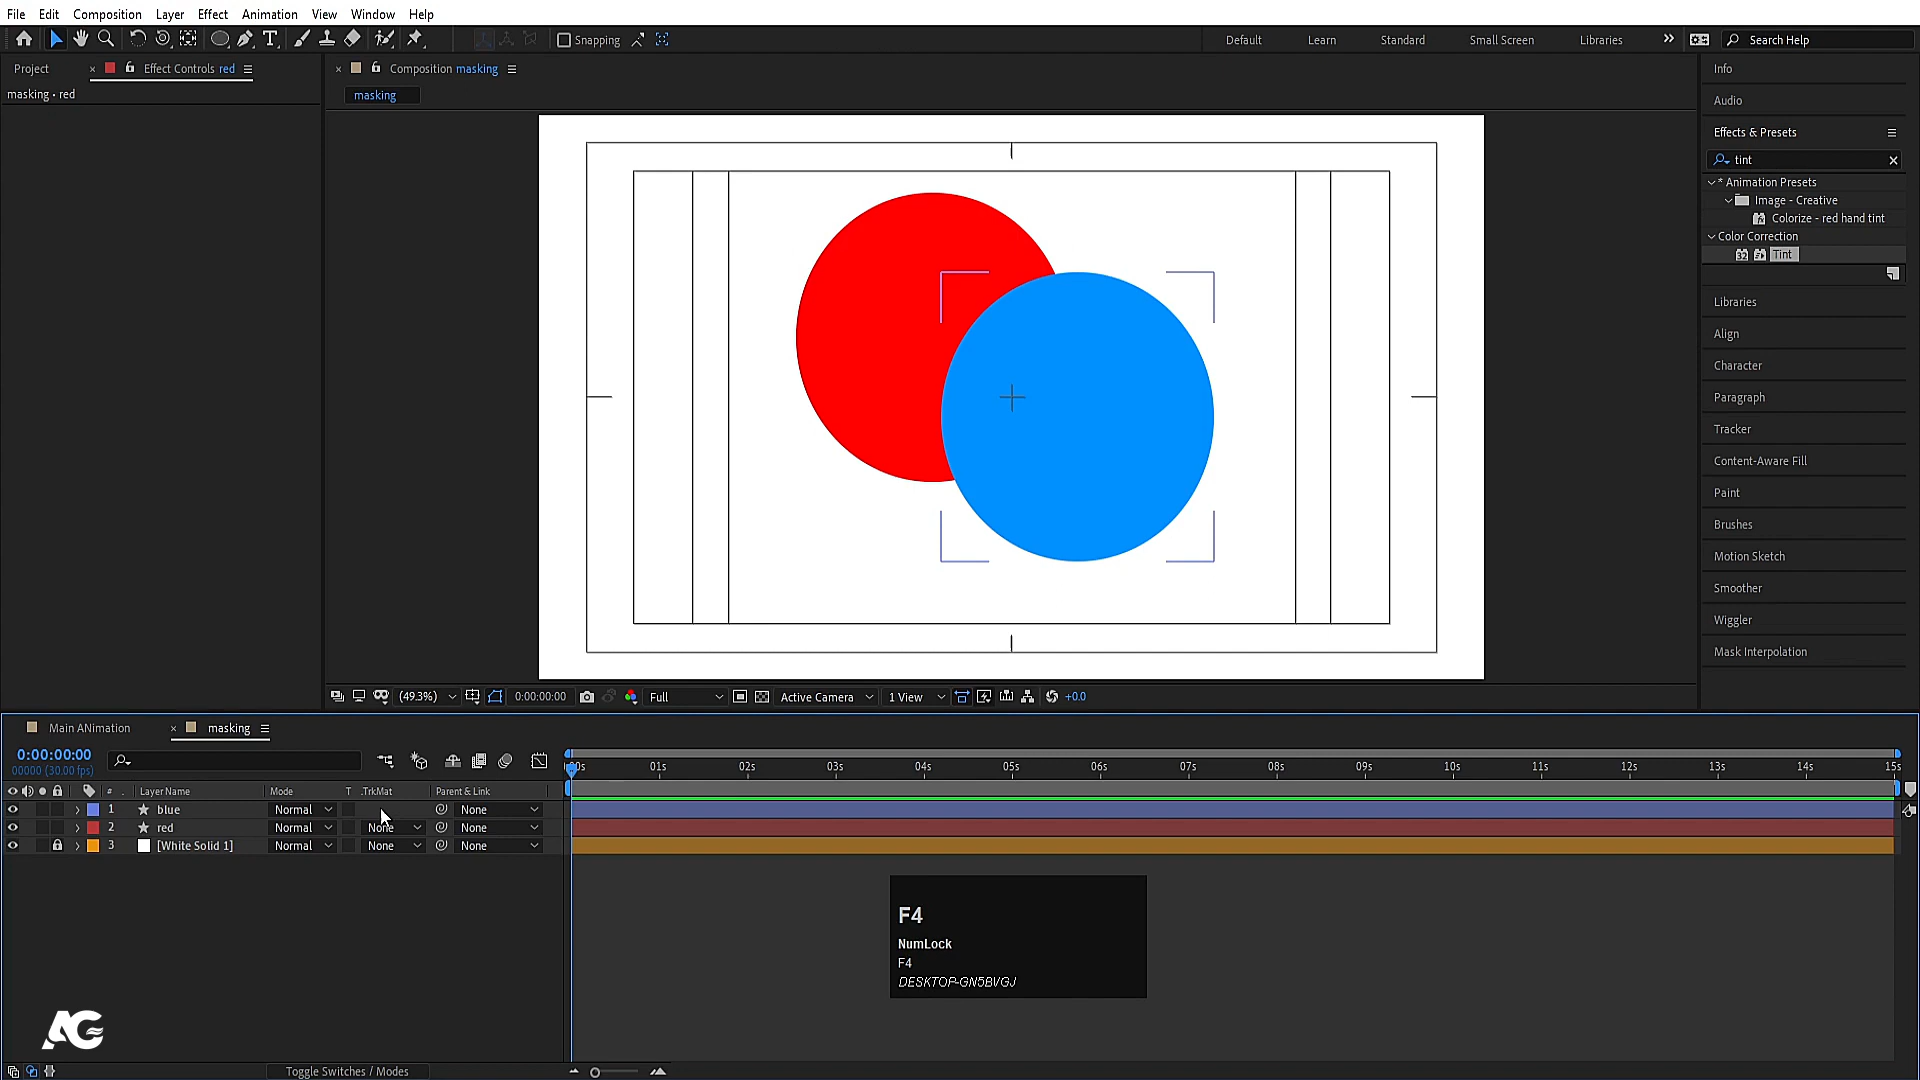 File Edit Composition Layer Effect Animation View Window Help
Snapping Default Learn Standard Small Screen Libraries Search Help
Project Effect Controls red Composition masking Info
masking • red masking
Audio
Effects & Presets
tint
* Animation Presets
Image - Creative
Colorize - red hand tint
Color Correction
32 Tint
Libraries
Align
Character
Paragraph
Tracker
Content-Aware Fill
Paint
Brushes
Motion Sketch
Smoother
Wiggler
Mask Interpolation
(49.3%) 0:00:00:00 Full Active Camera 1 View +0.0
Main ANimation masking
0:00:00:00
00000 (30.00 fps)
:00s 01s 02s 03s 04s 05s 06s 07s 08s 09s 10s 11s 12s 13s 14s 15s
# Layer Name Mode T .TrkMat Parent & Link
1 blue Normal None
2 red Normal None None
3 [White Solid 1] Normal None None
F4
NumLock
F4
DESKTOP-GN5BVGJ
AG
Toggle Switches / Modes